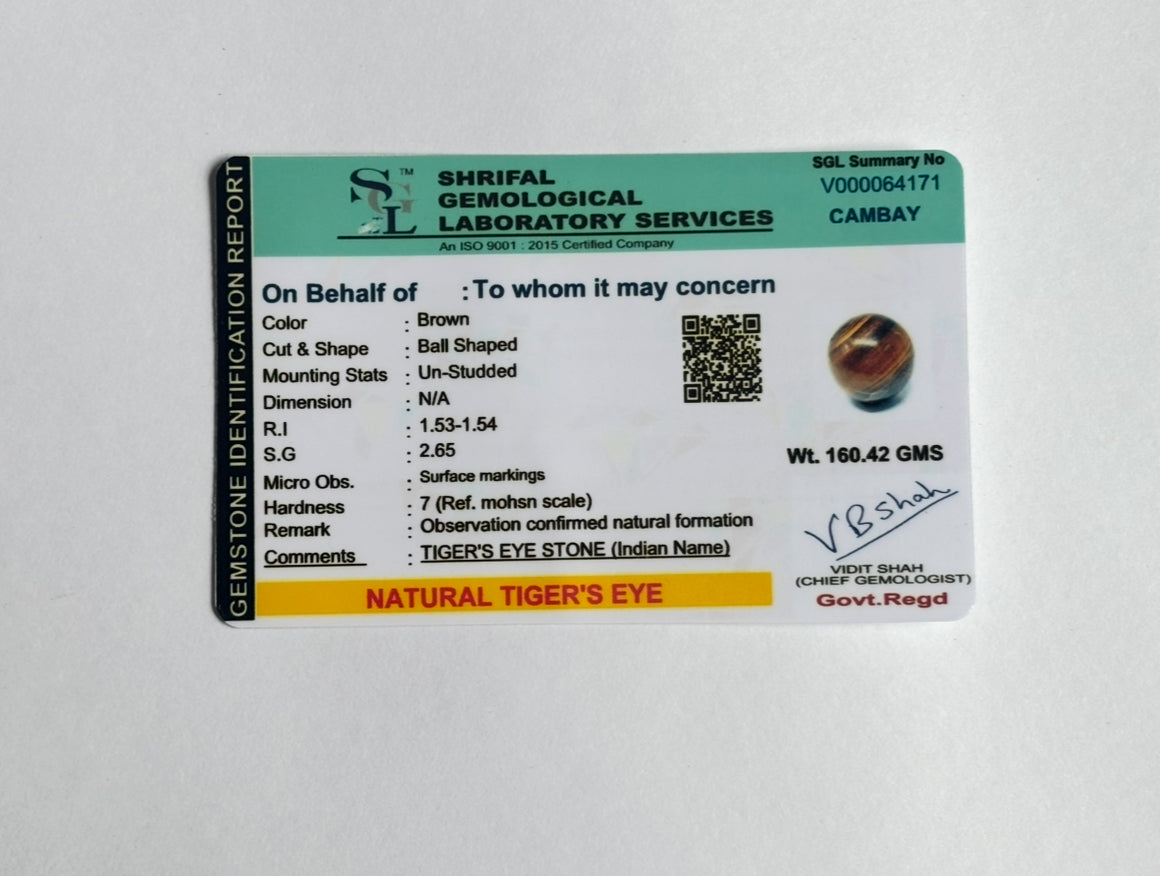 GEMSTONE IDENTIFICATION REPORT
SGL ™
SHRIFAL
GEMOLOGICAL
LABORATORY SERVICES
An ISO 9001 : 2015 Certified Company
SGL Summary No
V000064171
CAMBAY
On Behalf of : To whom it may concern
Color : Brown
Cut & Shape : Ball Shaped
Mounting Stats : Un-Studded
Dimension : N/A
R.I : 1.53-1.54
S.G : 2.65
Micro Obs. : Surface markings
Hardness : 7 (Ref. mohsn scale)
Remark : Observation confirmed natural formation
Comments : TIGER'S EYE STONE (Indian Name)
NATURAL TIGER'S EYE
Wt. 160.42 GMS
VBShah
VIDIT SHAH
(CHIEF GEMOLOGIST)
Govt.Regd